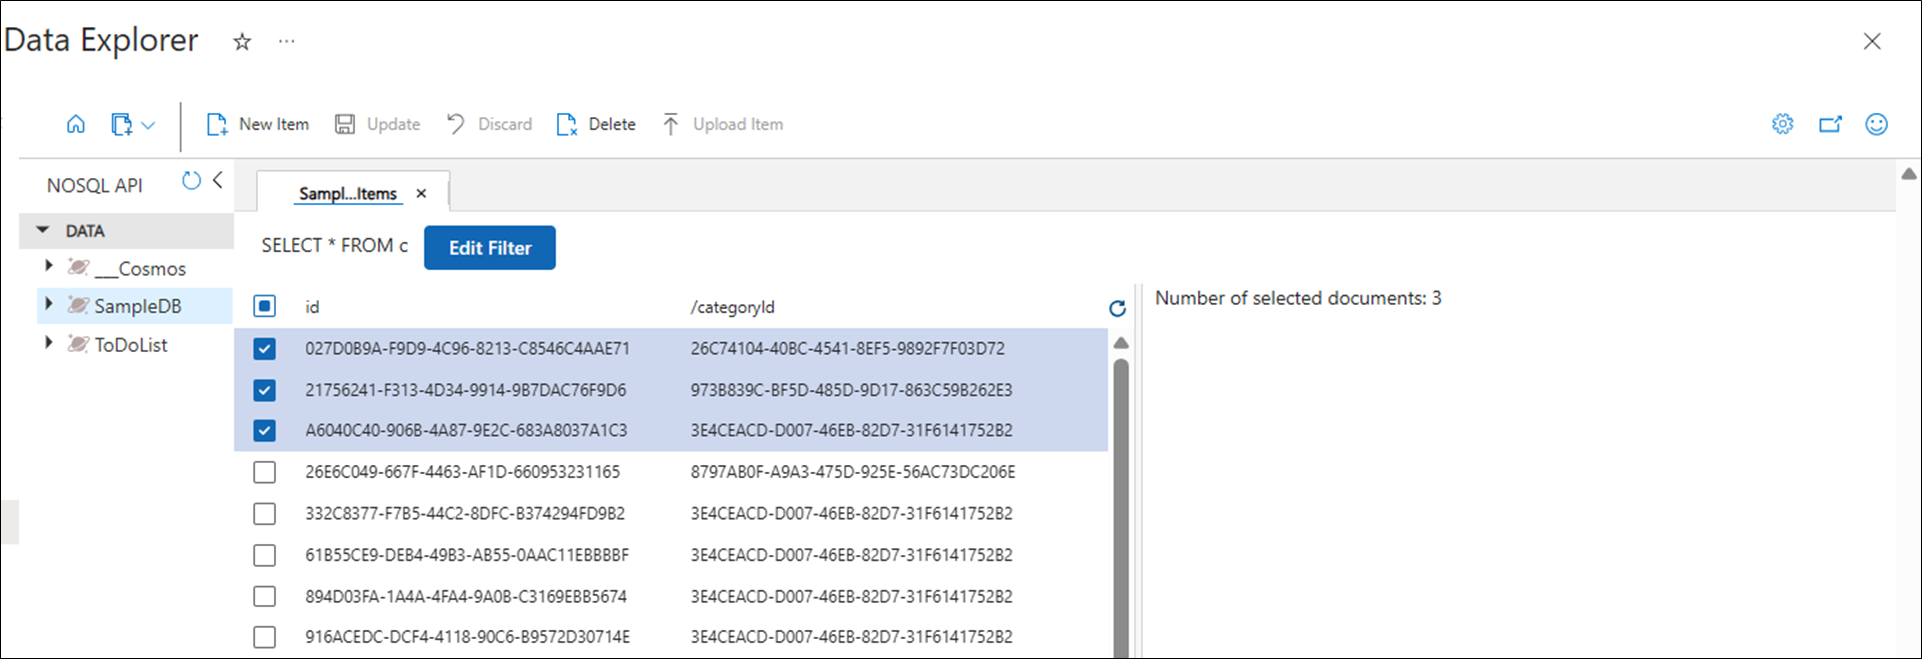 Data Explorer
New Item Update Discard Delete Upload Item
NOSQL API
DATA
___Cosmos
SampleDB
ToDoList
Sampl...Items
SELECT * FROM c Edit Filter
id /categoryId
027D0B9A-F9D9-4C96-8213-C8546C4AAE71 26C74104-40BC-4541-8EF5-9892F7F03D72
21756241-F313-4D34-9914-9B7DAC76F9D6 973B839C-BF5D-485D-9D17-863C59B262E3
A6040C40-906B-4A87-9E2C-683A8037A1C3 3E4CEACD-D007-46EB-82D7-31F6141752B2
26E6C049-667F-4463-AF1D-660953231165 8797AB0F-A9A3-475D-925E-56AC73DC206E
332C8377-F7B5-44C2-8DFC-B374294FD9B2 3E4CEACD-D007-46EB-82D7-31F6141752B2
61B55CE9-DEB4-49B3-AB55-0AAC11EBBBBF 3E4CEACD-D007-46EB-82D7-31F6141752B2
894D03FA-1A4A-4FA4-9A0B-C3169EBB5674 3E4CEACD-D007-46EB-82D7-31F6141752B2
916ACEDC-DCF4-4118-90C6-B9572D30714E 3E4CEACD-D007-46EB-82D7-31F6141752B2
Number of selected documents: 3